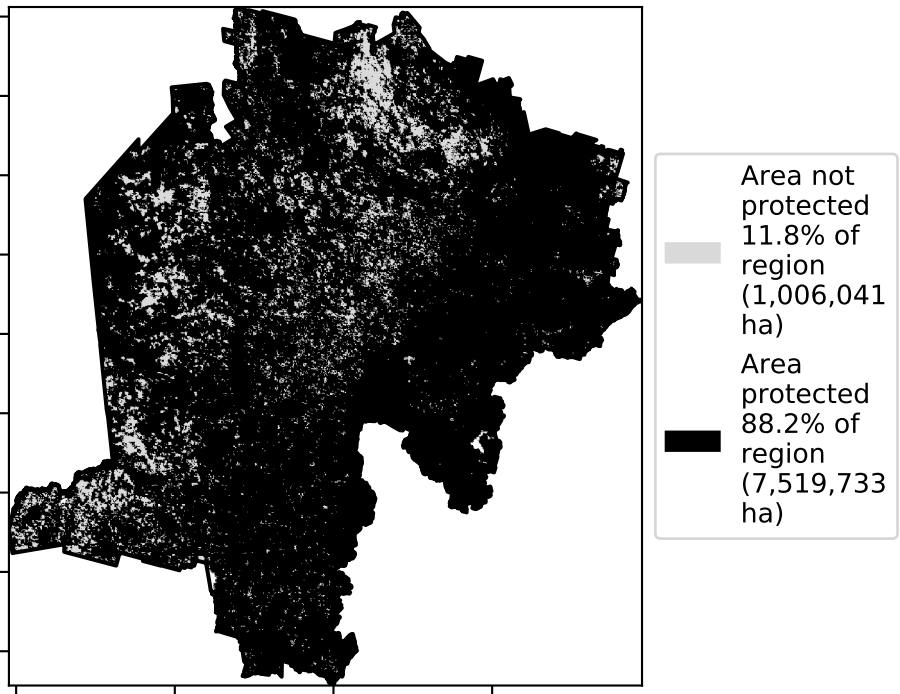 Area not
protected
11.8% of
region
(1,006,041
ha)
Area
protected
88.2% of
region
(7,519,733
ha)